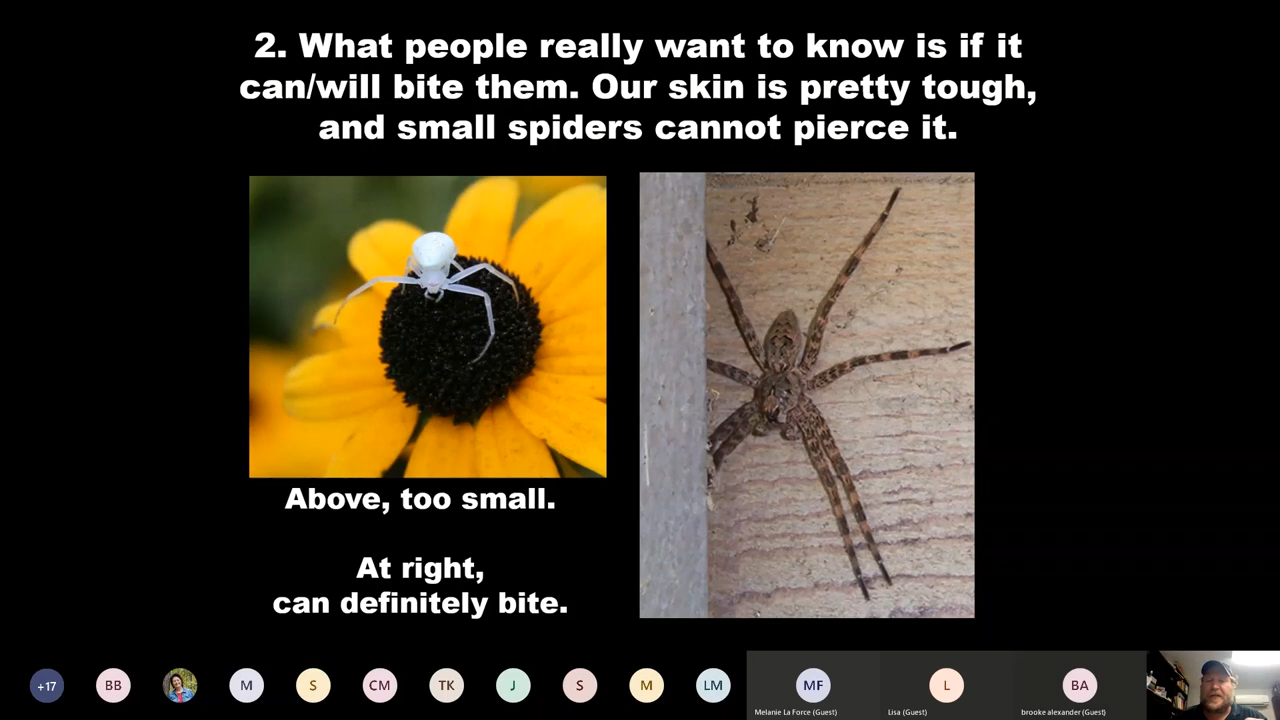 2. What people really want to know is if it
can/will bite them. Our skin is pretty tough,
and small spiders cannot pierce it.
Above, too small.
At right,
can definitely bite.
+17
BB
M
S
CM
TK
J
S
M
LM
MF
L
BA
Melanie La Force (Guest)
Lisa (Guest)
brooke alexander (Guest)